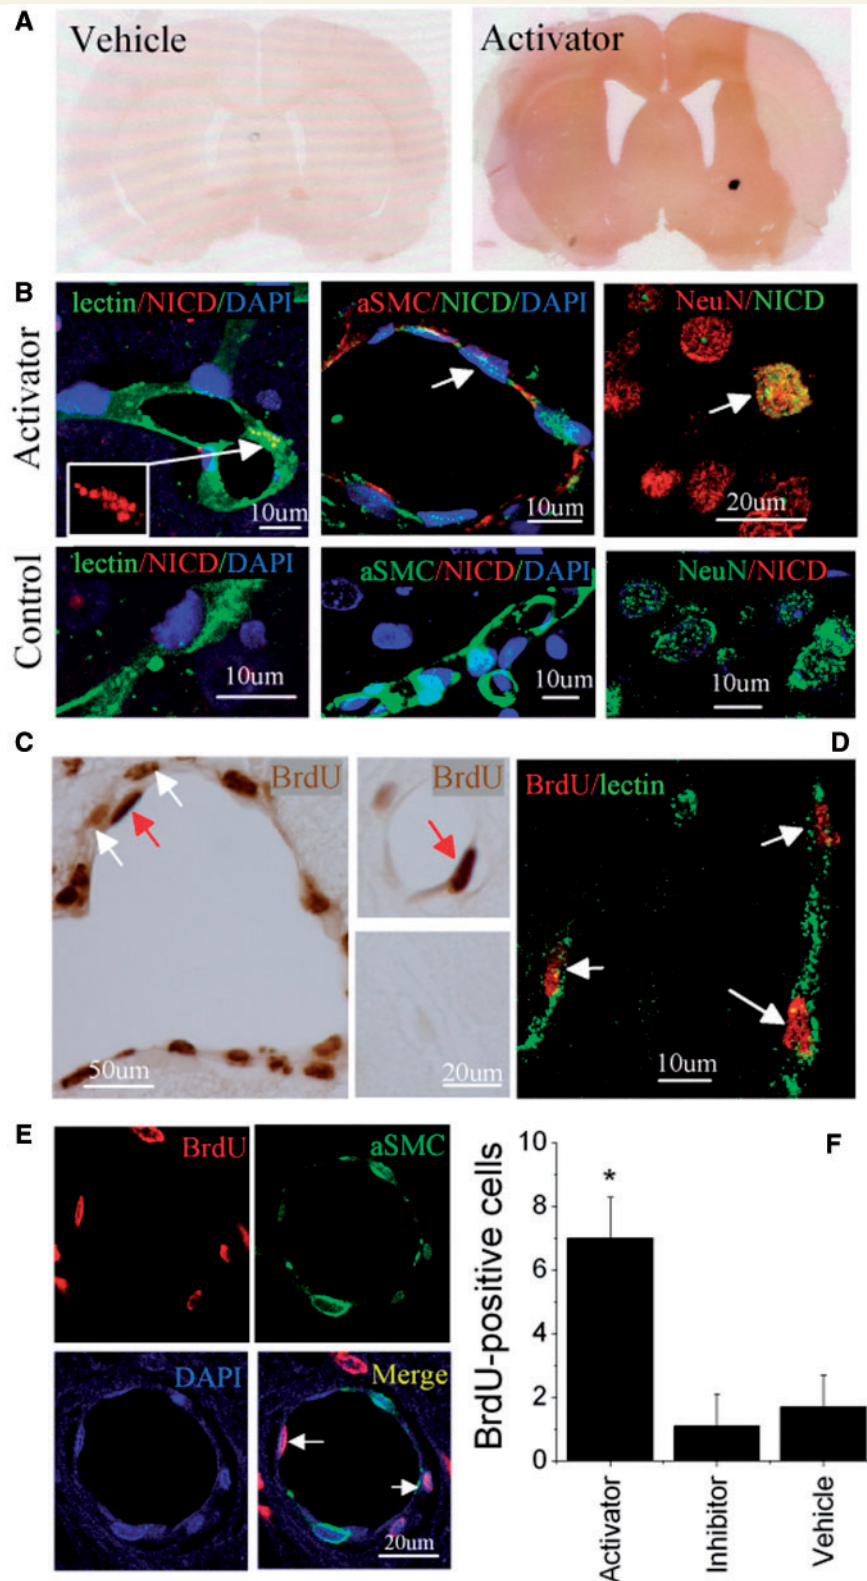 A
Vehicle
Activator
B
Activator
lectin/NICD/DAPI
10um
aSMC/NICD/DAPI
10um
NeuN/NICD
20um
Control
lectin/NICD/DAPI
10um
aSMC/NICD/DAPI
10um
NeuN/NICD
10um
C
BrdU
50um
BrdU
20um
D
BrdU/lectin
10um
E
BrdU
aSMC
DAPI
Merge
20um
F
BrdU-positive cells
10
8
6
4
2
0
*
Activator
Inhibitor
Vehicle